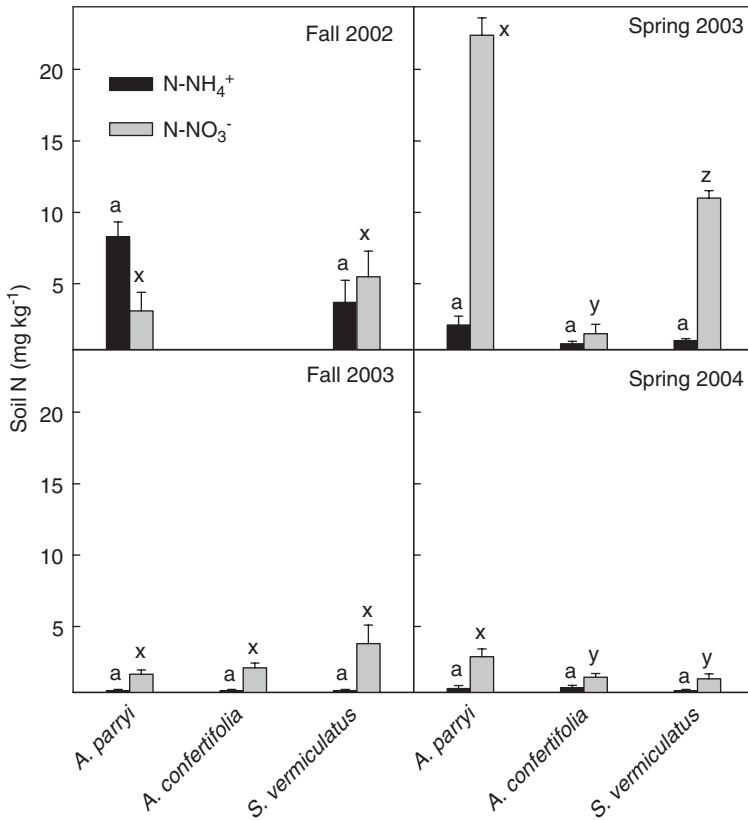 Fall 2002
N-NH₄⁺
N-NO₃⁻
a
x
a
x
Spring 2003
a
x
a
y
a
z
Fall 2003
a
x
a
x
a
x
Spring 2004
a
x
a
y
a
y
Soil N (mg kg⁻¹)
20
15
10
5
20
15
10
5
A. parryi
A. confertifolia
S. vermiculatus
A. parryi
A. confertifolia
S. vermiculatus